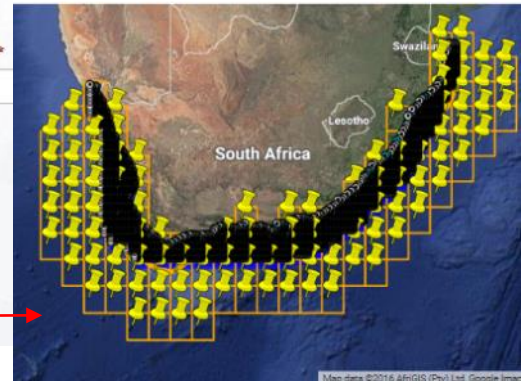 Swazilan
Lesotho
South Africa
Map data ©2016 AfriGIS (Pty) Ltd, Google Imag